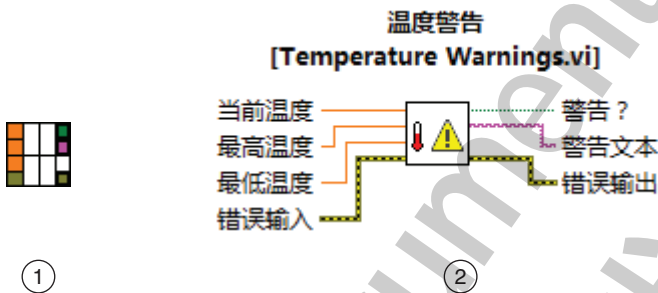 温度警告
[Temperature Warnings.vi]
当前温度
警告？
最高温度
警告文本
最低温度
错误输出
错误输入
1
2